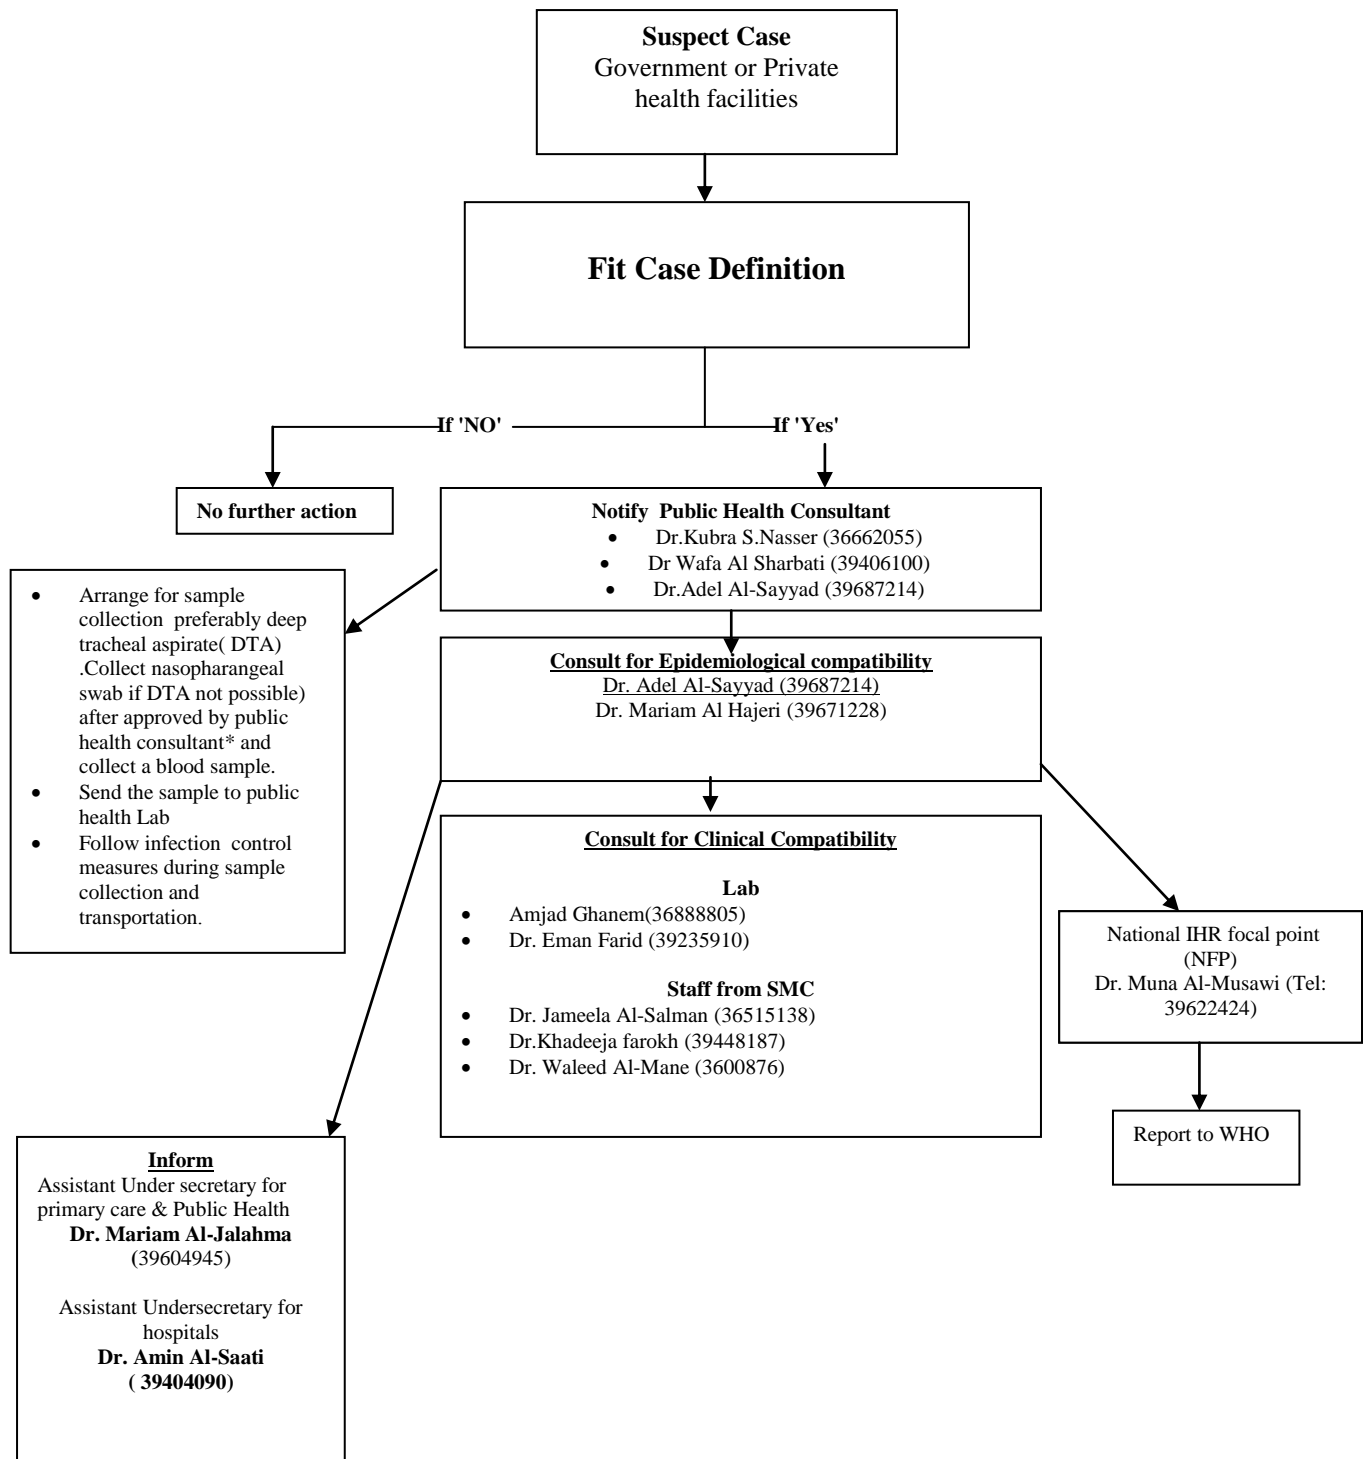 Suspect Case
Government or Private
health facilities
Fit Case Definition
If 'NO'
If 'Yes'
No further action
Notify Public Health Consultant
• Dr.Kubra S.Nasser (36662055)
• Dr Wafa Al Sharbati (39406100)
• Dr.Adel Al-Sayyad (39687214)
• Arrange for sample
collection preferably deep
tracheal aspirate( DTA)
.Collect nasopharangeal
swab if DTA not possible)
after approved by public
health consultant* and
collect a blood sample.
• Send the sample to public
health Lab
• Follow infection control
measures during sample
collection and
transportation.
Consult for Epidemiological compatibility
Dr. Adel Al-Sayyad (39687214)
Dr. Mariam Al Hajeri (39671228)
Consult for Clinical Compatibility
Lab
• Amjad Ghanem(36888805)
• Dr. Eman Farid (39235910)
Staff from SMC
• Dr. Jameela Al-Salman (36515138)
• Dr.Khadeeja farokh (39448187)
• Dr. Waleed Al-Mane (3600876)
National IHR focal point
(NFP)
Dr. Muna Al-Musawi (Tel:
39622424)
Report to WHO
Inform
Assistant Under secretary for
primary care & Public Health
Dr. Mariam Al-Jalahma
(39604945)
Assistant Undersecretary for
hospitals
Dr. Amin Al-Saati
( 39404090)